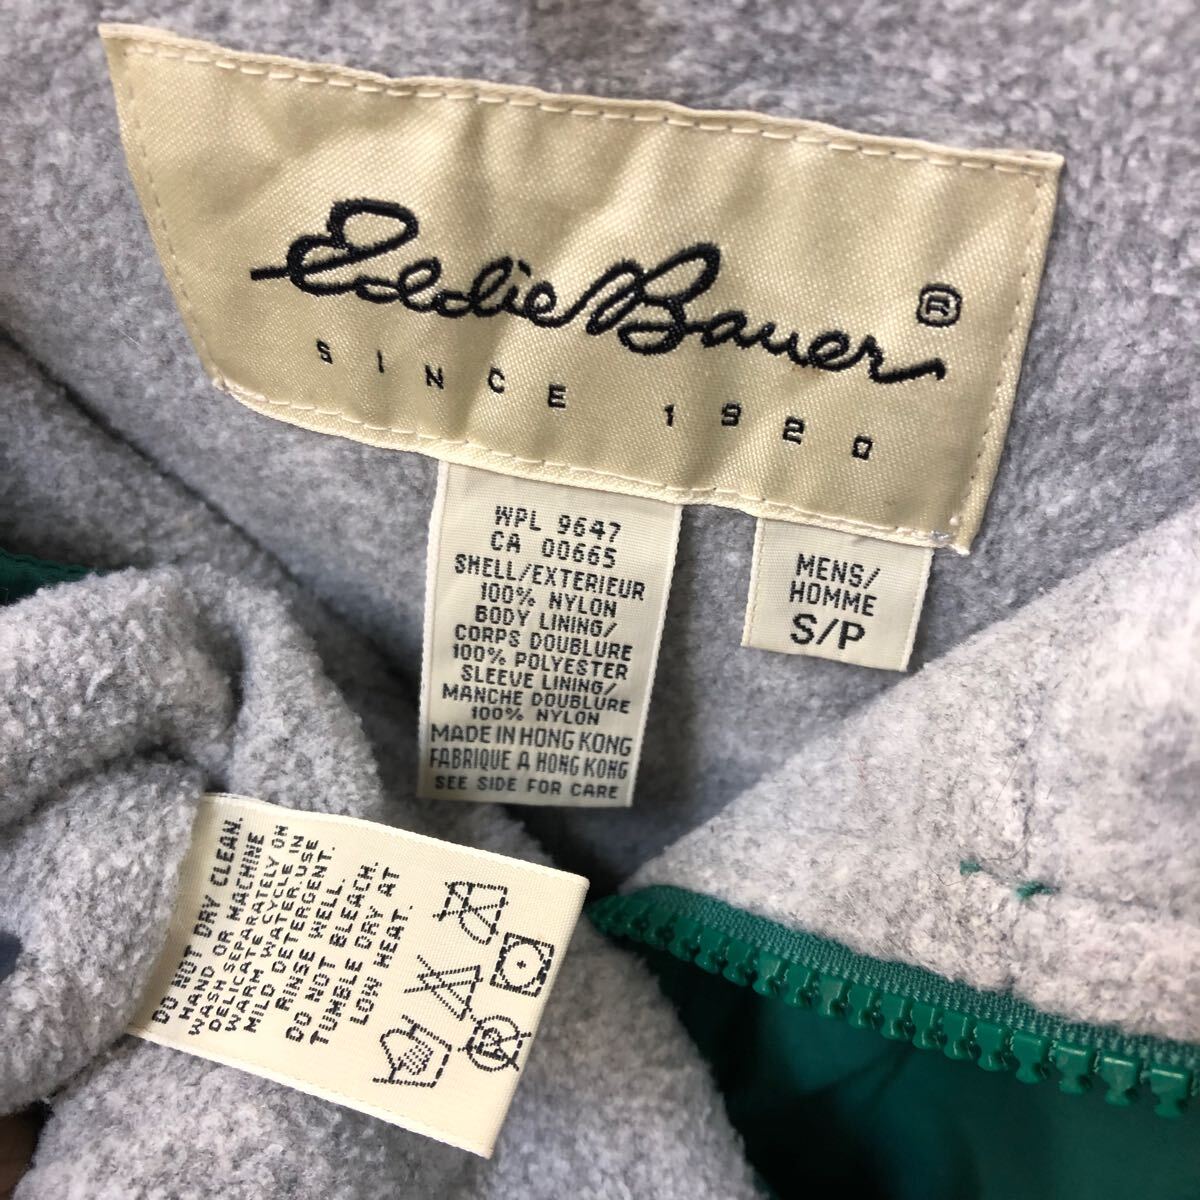 Eddie Bauer ®
SINCE 1920
WPL 9647
CA 00665
SHELL/EXTERIEUR
100% NYLON
BODY LINING/
CORPS DOUBLURE
100% POLYESTER
SLEEVE LINING/
MANCHE DOUBLURE
100% NYLON
MADE IN HONG KONG
FABRIQUE A HONG KONG
SEE SIDE FOR CARE
MENS/
HOMME
S/P
DO NOT DRY CLEAN.
HAND OR MACHINE
WASH SEPARATELY ON
DELICATE CYCLE IN
WARM WATER.USE
MILD DETERGENT.
RINSE WELL.
DO NOT BLEACH.
TUMBLE DRY AT
LOW HEAT.